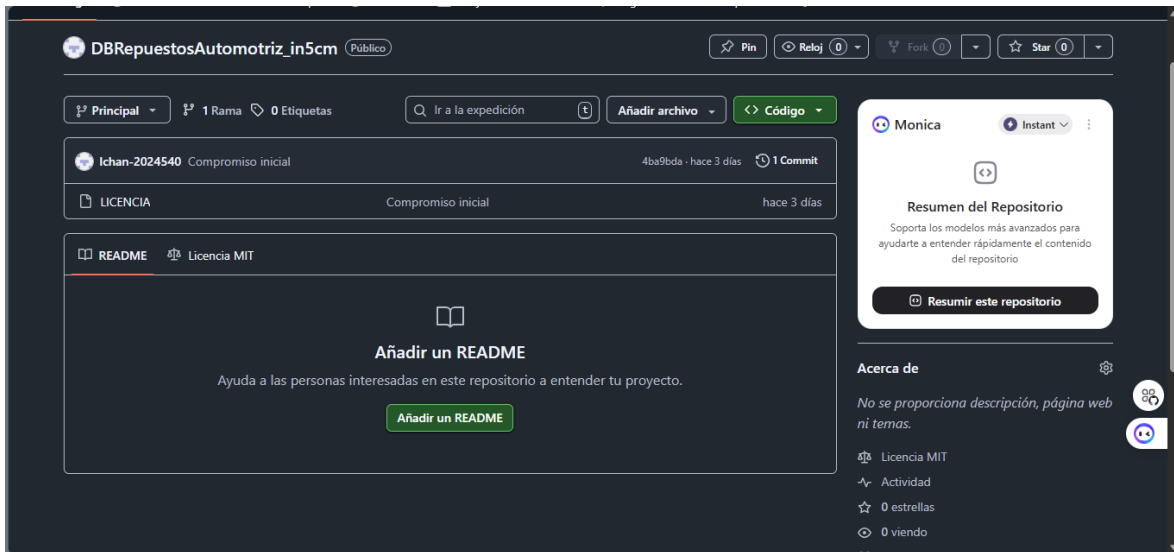 DBRepuestosAutomotriz_in5cm Público
Pin Reloj 0 Fork 0 Star 0
Principal 1 Rama 0 Etiquetas Ir a la expedición t Añadir archivo <> Código
lchan-2024540 Compromiso inicial 4ba9bda · hace 3 días 1 Commit
LICENCIA Compromiso inicial hace 3 días
README Licencia MIT
Añadir un README
Ayuda a las personas interesadas en este repositorio a entender tu proyecto.
Añadir un README
Monica Instant
Resumen del Repositorio
Soporta los modelos más avanzados para
ayudarte a entender rápidamente el contenido
del repositorio
Resumir este repositorio
Acerca de
No se proporciona descripción, página web
ni temas.
Licencia MIT
Actividad
0 estrellas
0 viendo